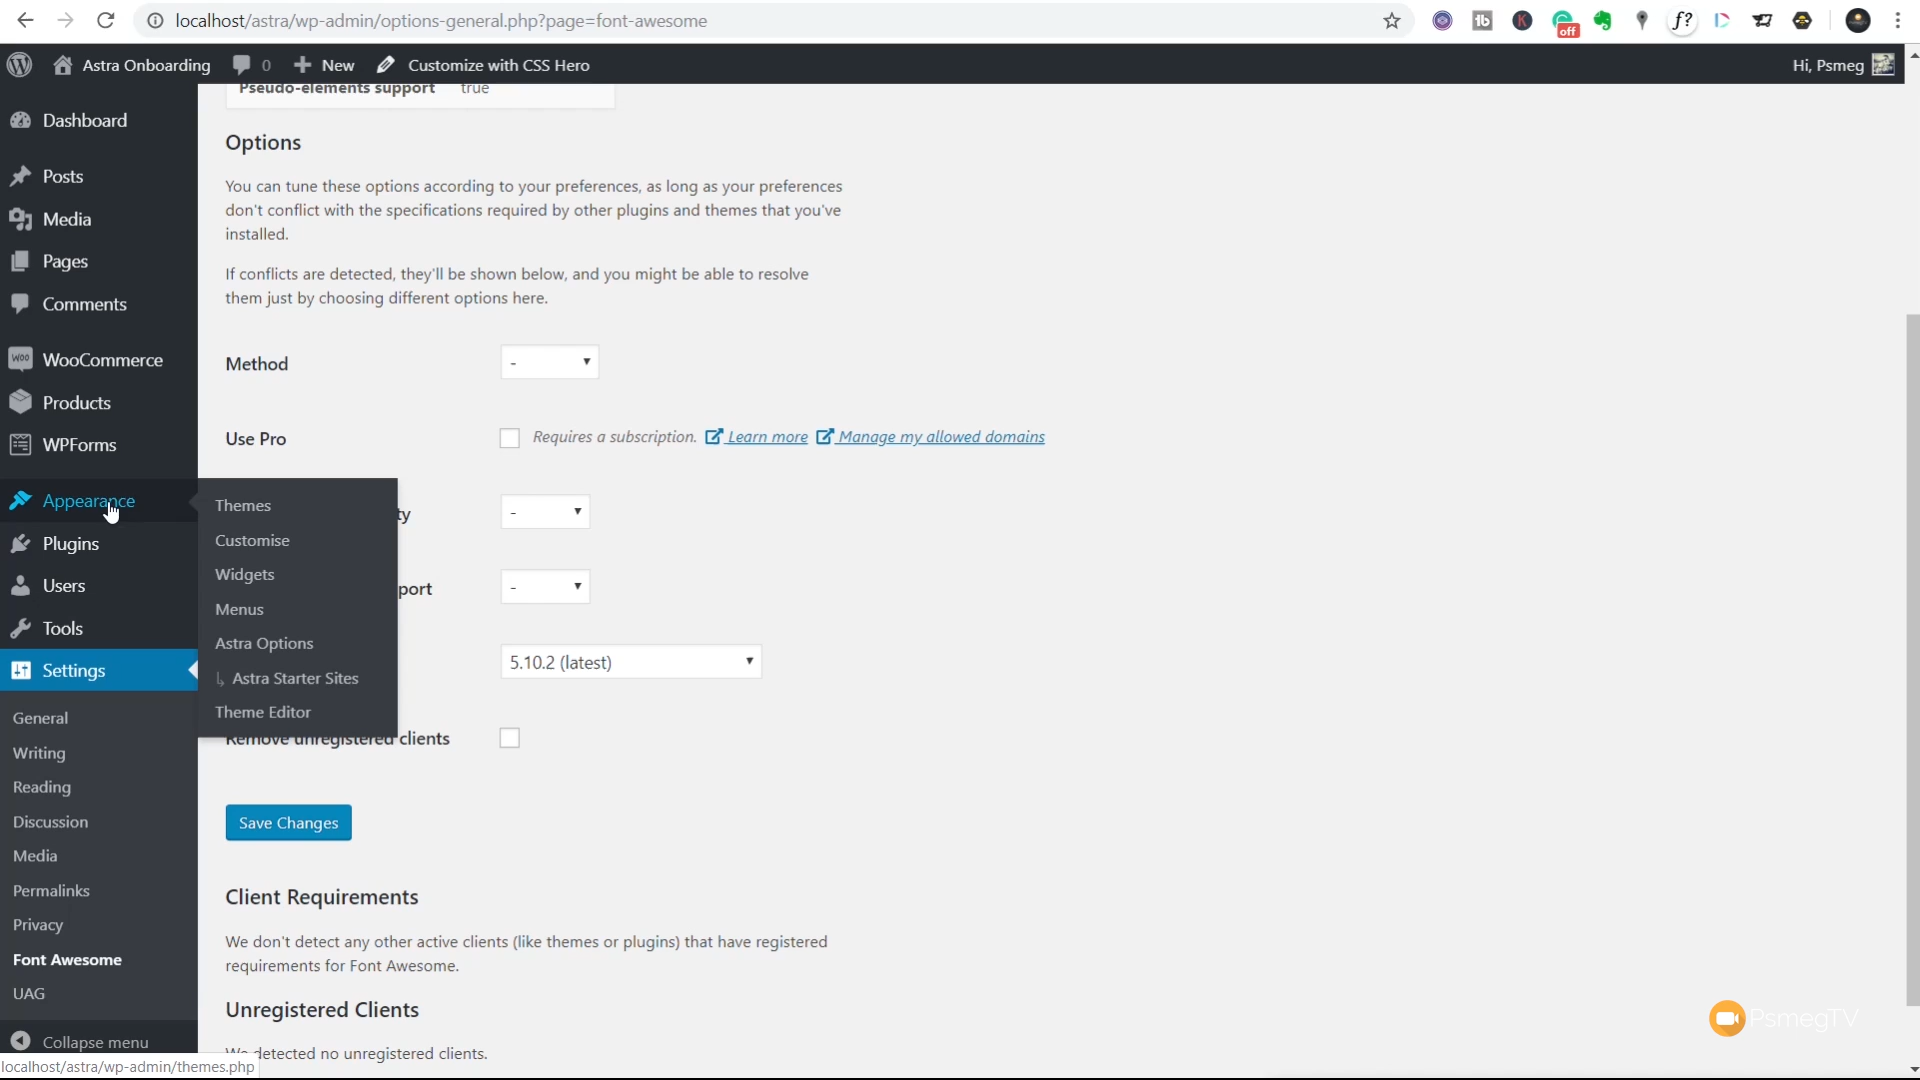 localhost/astra/wp-admin/options-general.php?page=font-awesome
off
f?
Astra Onboarding
0
New
Customize with CSS Hero
Hi, Psmeg
Pseudo-elements support true
Dashboard
Posts
Media
Pages
Comments
WooCommerce
Products
WPForms
Appearance
Plugins
Users
Tools
Settings
General
Writing
Reading
Discussion
Media
Permalinks
Privacy
Font Awesome
UAG
Collapse menu
localhost/astra/wp-admin/themes.php
Themes
Customise
Widgets
Menus
Astra Options
Astra Starter Sites
Theme Editor
Options
You can tune these options according to your preferences, as long as your preferences
don't conflict with the specifications required by other plugins and themes that you've
installed.
If conflicts are detected, they'll be shown below, and you might be able to resolve
them just by choosing different options here.
Method -
Use Pro Requires a subscription. Learn more Manage my allowed domains
ty -
port -
5.10.2 (latest)
Remove unregistered clients
Save Changes
Client Requirements
We don't detect any other active clients (like themes or plugins) that have registered
requirements for Font Awesome.
Unregistered Clients
We detected no unregistered clients.
PsmegTV